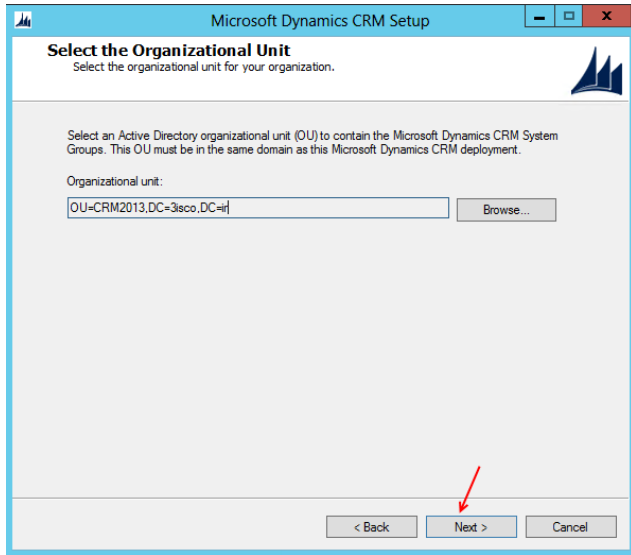 Microsoft Dynamics CRM Setup
Select the Organizational Unit
Select the organizational unit for your organization.
Select an Active Directory organizational unit (OU) to contain the Microsoft Dynamics CRM System
Groups. This OU must be in the same domain as this Microsoft Dynamics CRM deployment.
Organizational unit:
OU=CRM2013,DC=3isco,DC=ir
Browse...
< Back
Next >
Cancel